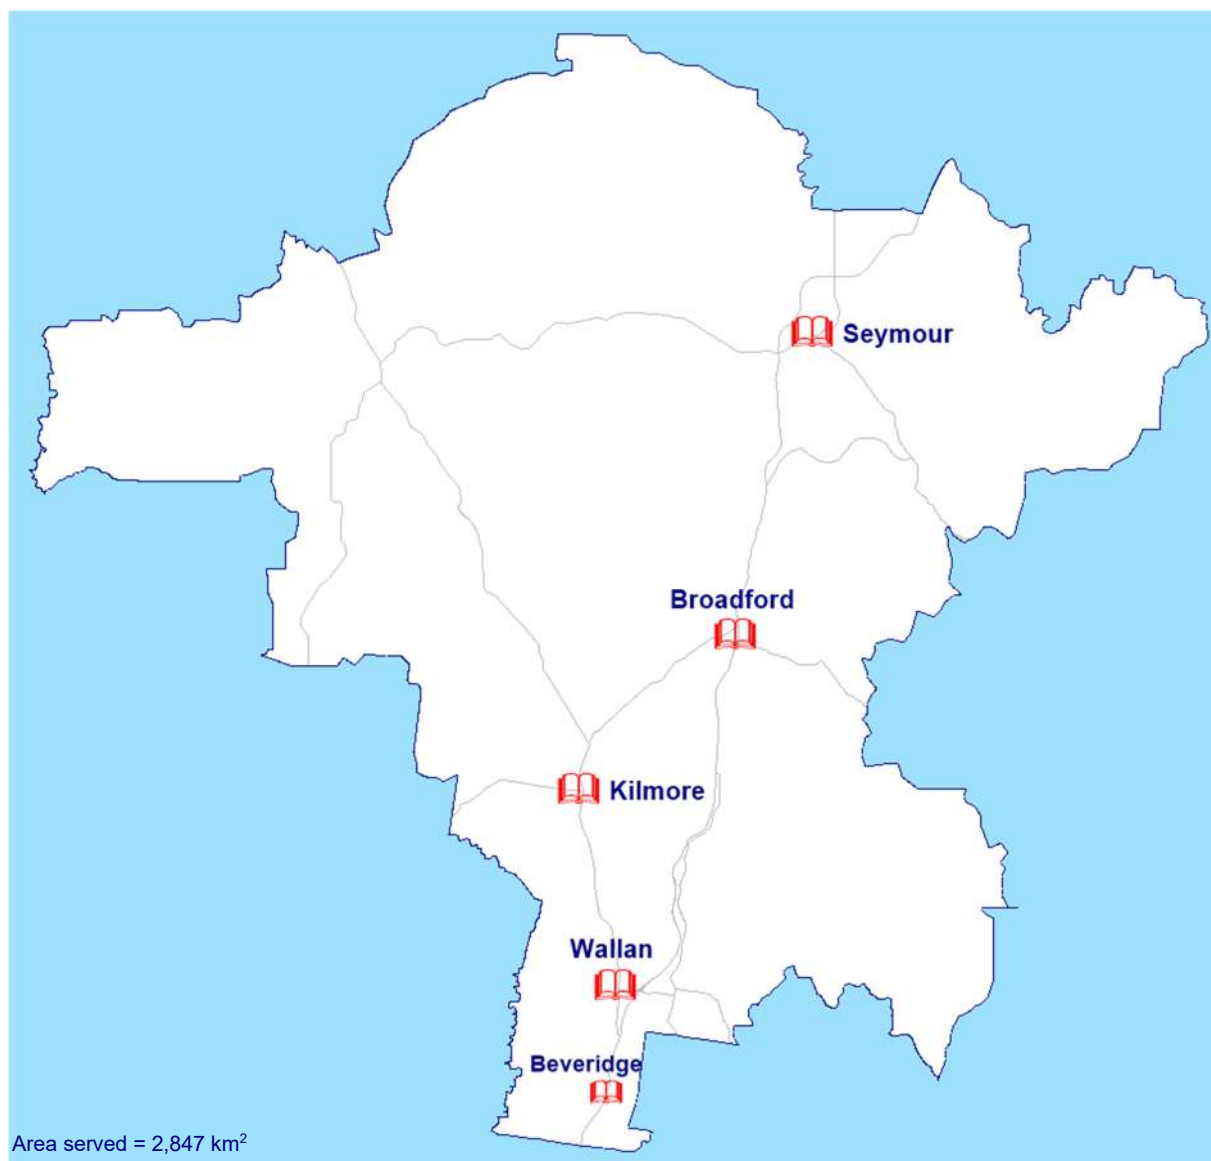 Seymour
Broadford
Kilmore
Wallan
Beveridge
Area served = 2,847 km²